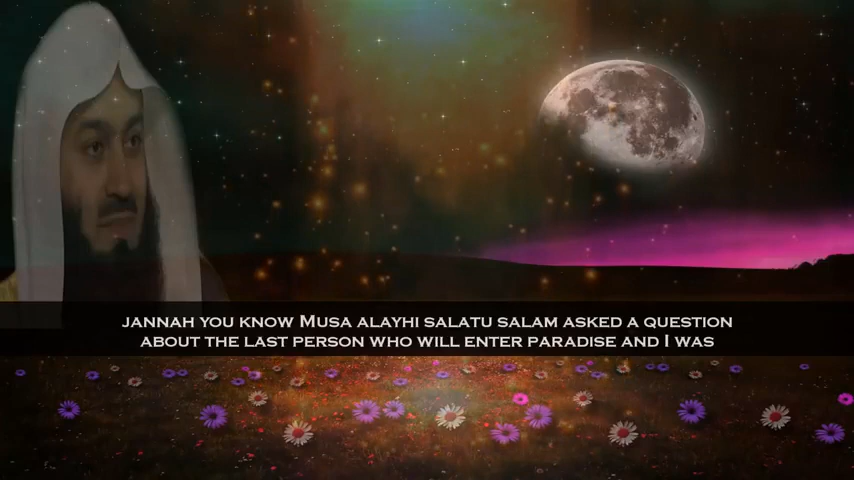 jannah you know Musa alayhi salatu salam asked a question
about the last person who will enter paradise and I was